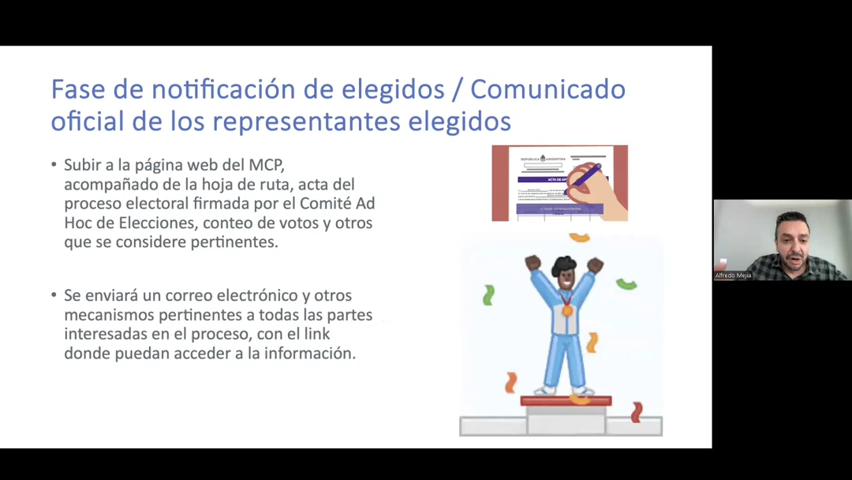 Fase de notificación de elegidos / Comunicado
oficial de los representantes elegidos
• Subir a la página web del MCP,
acompañado de la hoja de ruta, acta del
proceso electoral firmada por el Comité Ad
Hoc de Elecciones, conteo de votos y otros
que se considere pertinentes.
• Se enviará un correo electrónico y otros
mecanismos pertinentes a todas las partes
interesadas en el proceso, con el link
donde puedan acceder a la información.
REPÚBLICA ARGENTINA
Alfredo Mejía